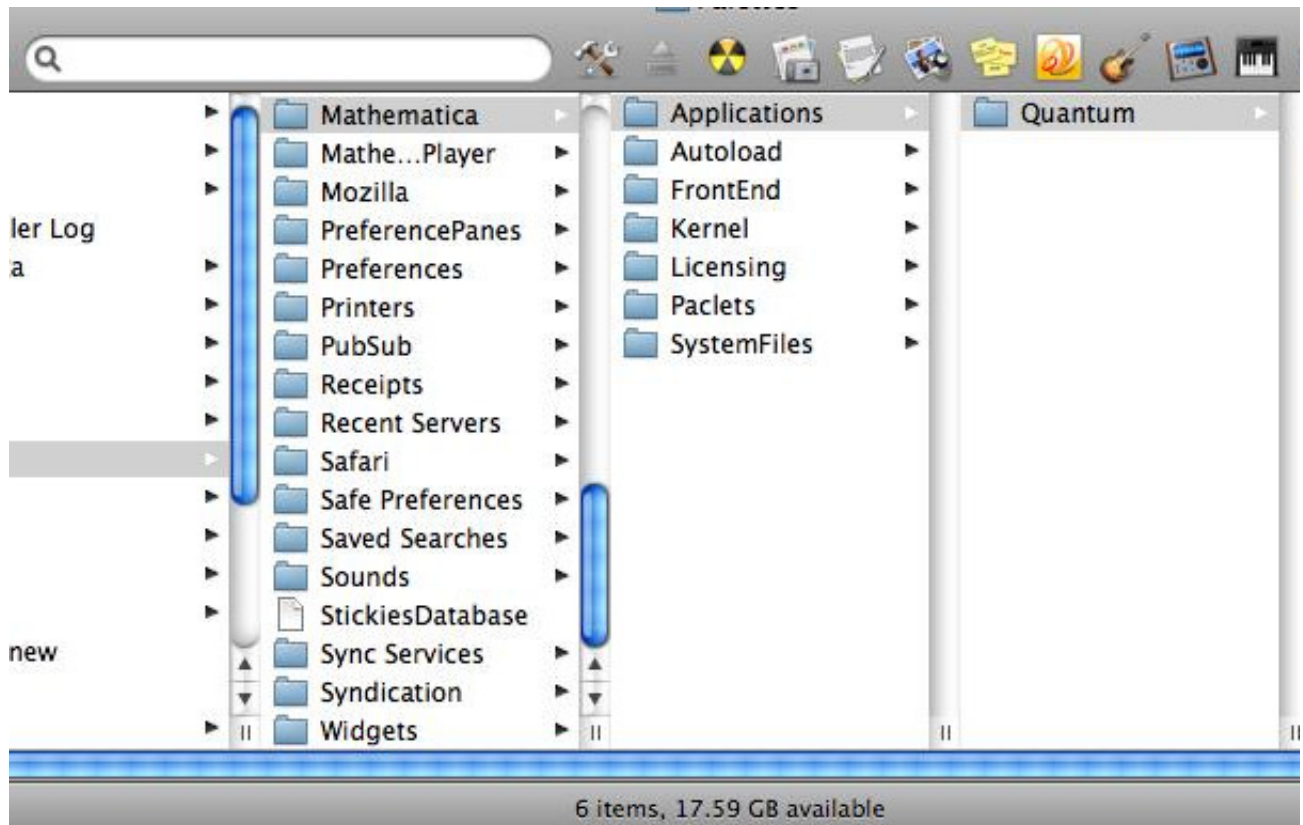 ler Log
a
new
Mathematica
Mathe...Player
Mozilla
PreferencePanes
Preferences
Printers
PubSub
Receipts
Recent Servers
Safari
Safe Preferences
Saved Searches
Sounds
StickiesDatabase
Sync Services
Syndication
Widgets
Applications
Autoload
FrontEnd
Kernel
Licensing
Paclets
SystemFiles
Quantum
6 items, 17.59 GB available